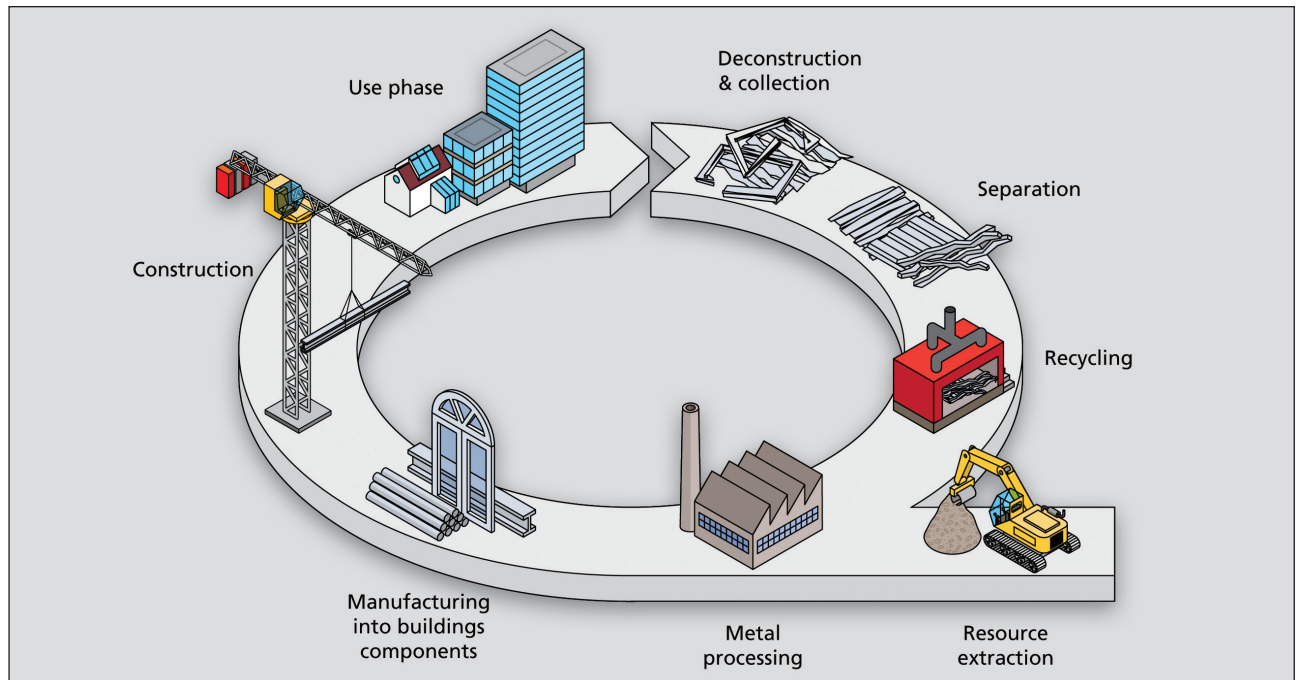 Use phase
Deconstruction
& collection
Separation
Construction
Recycling
Manufacturing
into buildings
components
Metal
processing
Resource
extraction